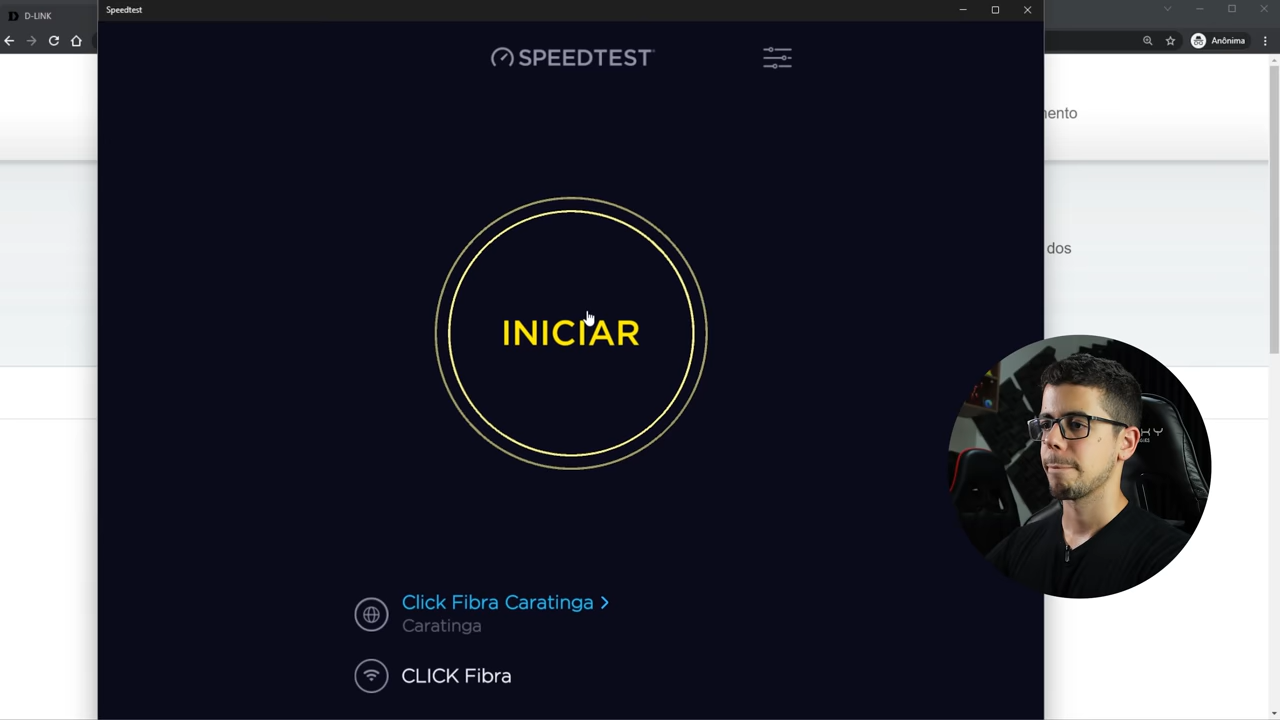 D-LINK
Speedtest
Anônima
SPEEDTEST
mento
dos
INICIAR
Click Fibra Caratinga >
Caratinga
CLICK Fibra